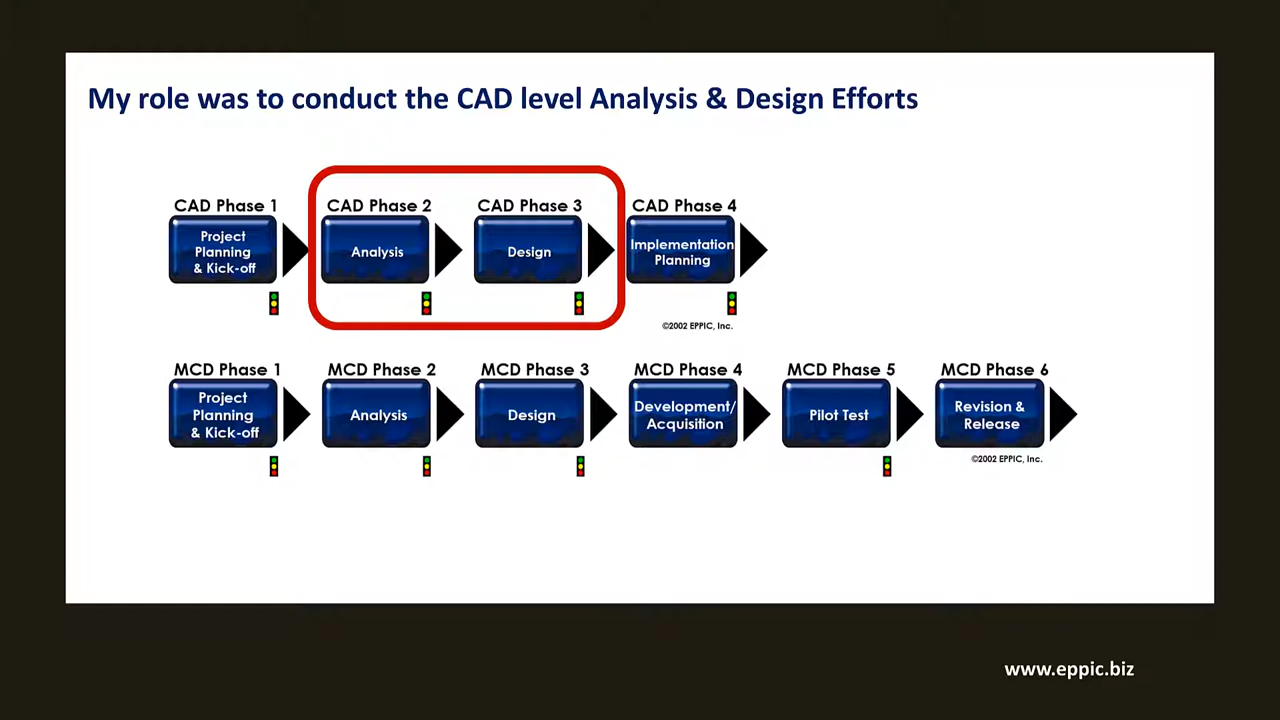 My role was to conduct the CAD level Analysis & Design Efforts
CAD Phase 1
CAD Phase 2
CAD Phase 3
CAD Phase 4
Project
Planning
& Kick-off
Analysis
Design
Implementation
Planning
©2002 EPPIC, Inc.
MCD Phase 1
MCD Phase 2
MCD Phase 3
MCD Phase 4
MCD Phase 5
MCD Phase 6
Project
Planning
& Kick-off
Analysis
Design
Development/
Acquisition
Pilot Test
Revision &
Release
©2002 EPPIC, Inc.
www.eppic.biz